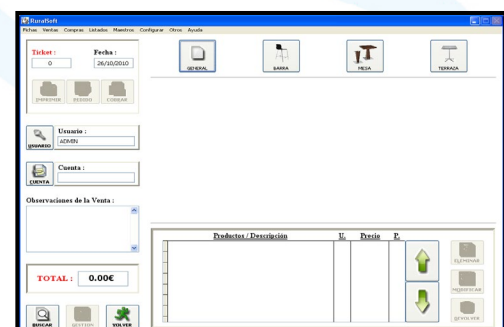 RuralSoft
Fichas Ventas Compras Listados Maestros Configurar Otros Ayuda
Ticket : Fecha :
0 26/10/2010
IMPRIMIR PEDIDO COBRAR
GENERAL BARRA MESA TERRAZA
USUARIO Usuario :
ADMIN
CUENTA Cuenta :
Observaciones de la Venta :
Productos / Descripción U. Precio P.
ELIMINAR
TOTAL : 0.00€
MODIFICAR
BUSCAR GESTION VOLVER
DEVOLVER